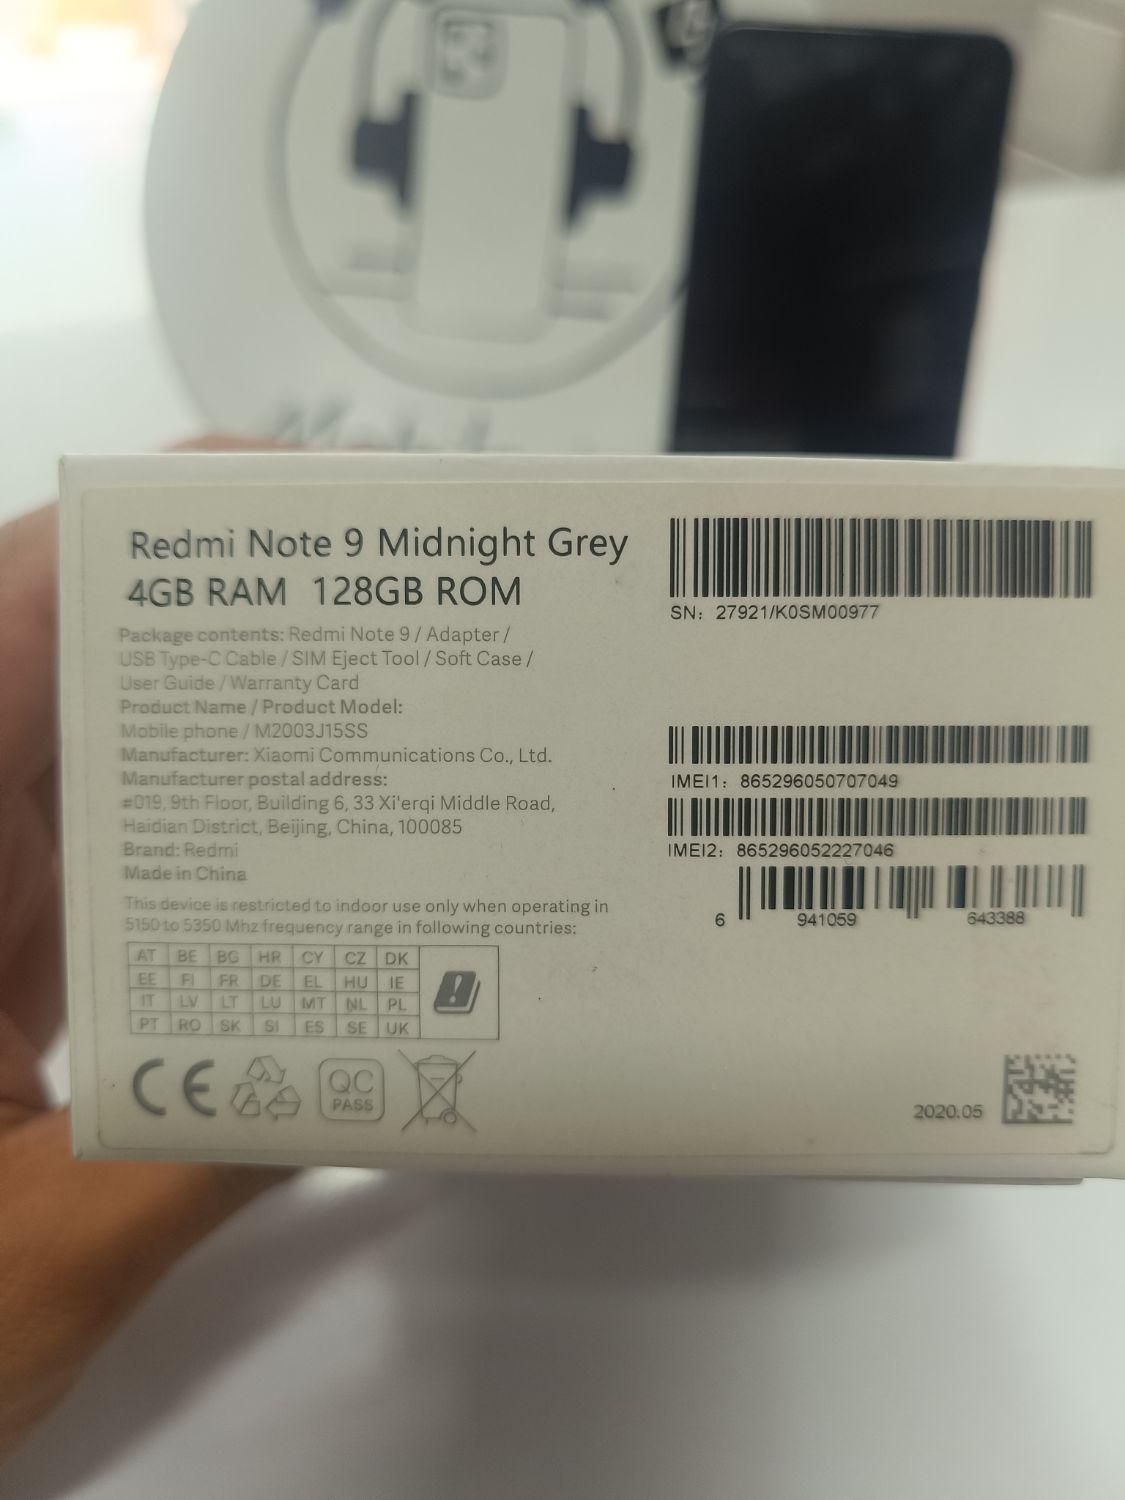 Redmi Note 9 Midnight Grey
4GB RAM 128GB ROM
Package contents: Redmi Note 9 / Adapter /
USB Type-C Cable / SIM Eject Tool / Soft Case /
User Guide / Warranty Card
Product Name / Product Model:
Mobile phone / M2003J15SS
Manufacturer: Xiaomi Communications Co., Ltd.
Manufacturer postal address:
#019, 9th Floor, Building 6, 33 Xi'erqi Middle Road,
Haidian District, Beijing, China, 100085
Brand: Redmi
Made in China
This device is restricted to indoor use only when operating in
5150 to 5350 Mhz frequency range in following countries:
AT BE BG HR CY CZ DK
EE FI FR DE EL HU IE
IT LV LT LU MT NL PL
PT RO SK SI ES SE UK
CE
QC
PASS
SN: 27921/K0SM00977
IMEI1: 865296050707049
IMEI2: 865296052227046
6 941059 643388
2020.05